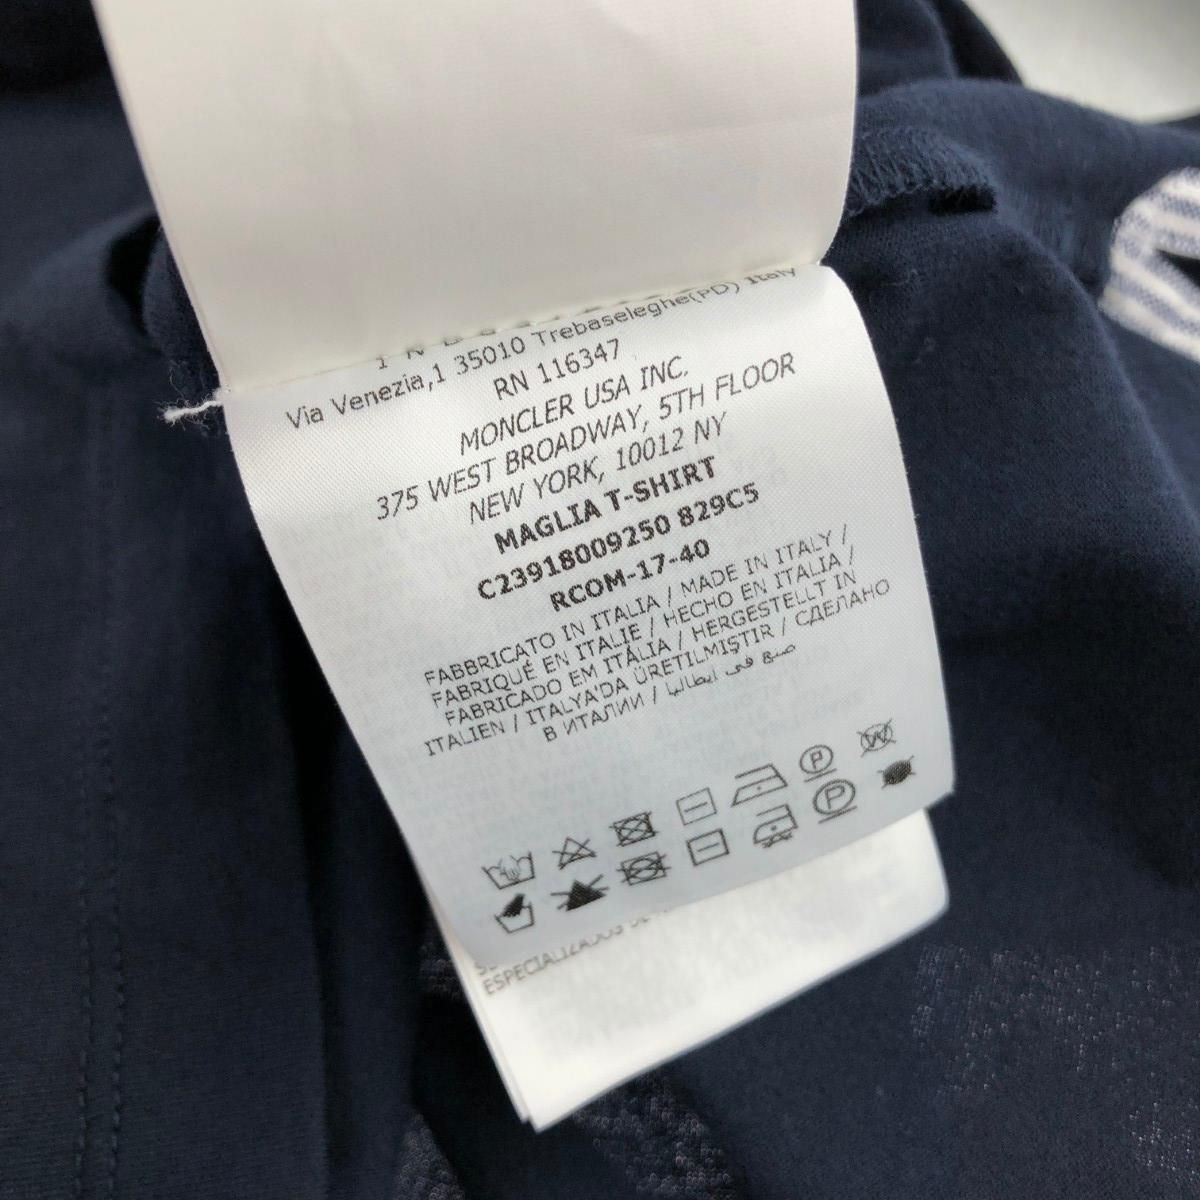 Via Venezia,1 35010 Trebaseleghe(PD) Italy
RN 116347
MONCLER USA INC.
375 WEST BROADWAY, 5TH FLOOR
NEW YORK, 10012 NY
MAGLIA T-SHIRT
C23918009250 829C5
RCOM-17-40
FABBRICATO IN ITALIA / MADE IN ITALY /
FABRIQUÉ EN ITALIE / HECHO EN ITALIA /
FABRICADO EM ITÁLIA / HERGESTELLT IN
ITALIEN / ITALYA'DA ÜRETILMIŞTIR / СДЕЛАНО
В ИТАЛИИ / صنع في ايطاليا
P
W
P
ESPECIALIZADOS